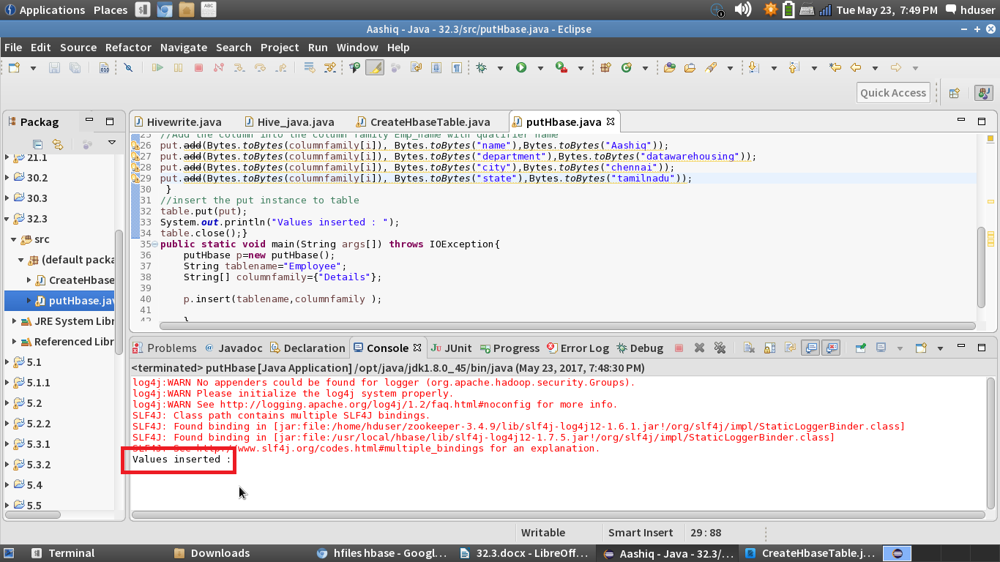 Applications Places Tue May 23, 7:49 PM hduser
Aashiq - Java - 32.3/src/putHbase.java - Eclipse
File Edit Source Refactor Navigate Search Project Run Window Help
Quick Access
Packag
Hivewrite.java Hive_java.java CreateHbaseTable.java putHbase.java
21.1
30.2
30.3
32.3
src
(default packa
CreateHbase
putHbase.jav
JRE System Libr
Referenced Libr
5.1
5.1.1
5.2
5.2.2
5.3.1
5.3.2
5.4
5.5
25 //Add the column into the column family Emp_name with qualifier name
26 put.add(Bytes.toBytes(columnfamily[i]), Bytes.toBytes("name"),Bytes.toBytes("Aashiq"));
27 put.add(Bytes.toBytes(columnfamily[i]), Bytes.toBytes("department"),Bytes.toBytes("datawarehousing"));
28 put.add(Bytes.toBytes(columnfamily[i]), Bytes.toBytes("city"),Bytes.toBytes("chennai"));
29 put.add(Bytes.toBytes(columnfamily[i]), Bytes.toBytes("state"),Bytes.toBytes("tamilnadu"));
30 }
31 //insert the put instance to table
32 table.put(put);
33 System.out.println("Values inserted : ");
34 table.close();}
35 public static void main(String args[]) throws IOException{
36 putHbase p=new putHbase();
37 String tablename="Employee";
38 String[] columnfamily={"Details"};
39
40 p.insert(tablename,columnfamily );
41
42 }
Problems @ Javadoc Declaration Console JUnit Progress Error Log Debug
<terminated> putHbase [Java Application] /opt/java/jdk1.8.0_45/bin/java (May 23, 2017, 7:48:30 PM)
log4j:WARN No appenders could be found for logger (org.apache.hadoop.security.Groups).
log4j:WARN Please initialize the log4j system properly.
log4j:WARN See http://logging.apache.org/log4j/1.2/faq.html#noconfig for more info.
SLF4J: Class path contains multiple SLF4J bindings.
SLF4J: Found binding in [jar:file:/home/hduser/zookeeper-3.4.9/lib/slf4j-log4j12-1.6.1.jar!/org/slf4j/impl/StaticLoggerBinder.class]
SLF4J: Found binding in [jar:file:/usr/local/hbase/lib/slf4j-log4j12-1.7.5.jar!/org/slf4j/impl/StaticLoggerBinder.class]
SLF4J: See http://www.slf4j.org/codes.html#multiple_bindings for an explanation.
Values inserted :
Writable Smart Insert 29 : 88
Terminal Downloads hfiles hbase - Googl... 32.3.docx - LibreOff... Aashiq - Java - 32.3/... CreateHbaseTable.j...